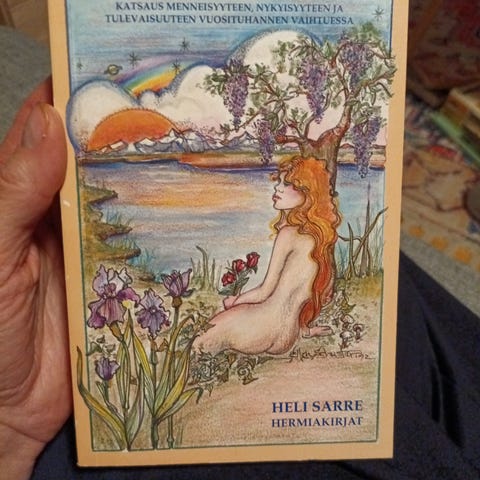 KATSAUS MENNEISYYTEEN, NYKYISYYTEEN JA
TULEVAISUUTEEN VUOSITUHANNEN VAIHTUESSA
HELI SARRE
HERMIAKIRJAT